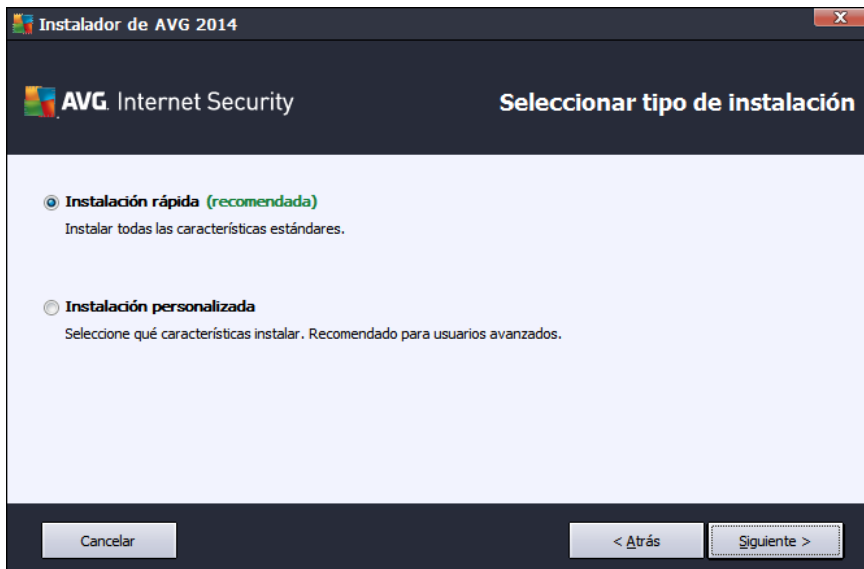 Instalador de AVG 2014
AVG. Internet Security
Seleccionar tipo de instalación
Instalación rápida (recomendada)
Instalar todas las características estándares.
Instalación personalizada
Seleccione qué características instalar. Recomendado para usuarios avanzados.
Cancelar
< Atrás
Siguiente >